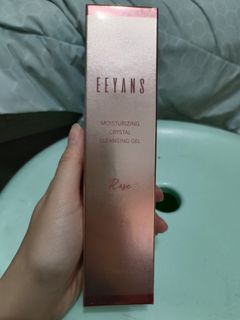 EEYANS
MOISTURIZING
CRYSTAL
CLEANSING GEL
Rose